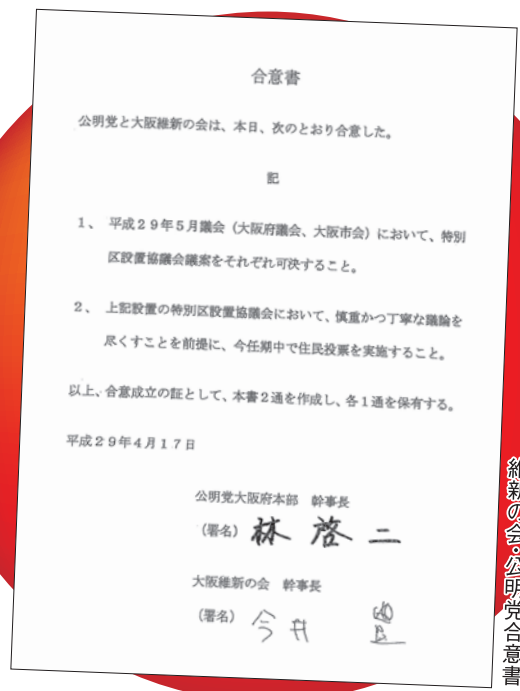 合意書
公明党と大阪維新の会は、本日、次のとおり合意した。
記
1、 平成29年5月議会（大阪府議会、大阪市会）において、特別
区設置協議会議案をそれぞれ可決すること。
2、 上記設置の特別区設置協議会において、慎重かつ丁寧な議論を
尽くすことを前提に、今任期中で住民投票を実施すること。
以上、合意成立の証として、本書2通を作成し、各1通を保有する。
平成29年4月17日
公明党大阪府本部 幹事長
（署名） 林 啓 二
大阪維新の会 幹事長
（署名） 今井
維新の会・公明党合意書